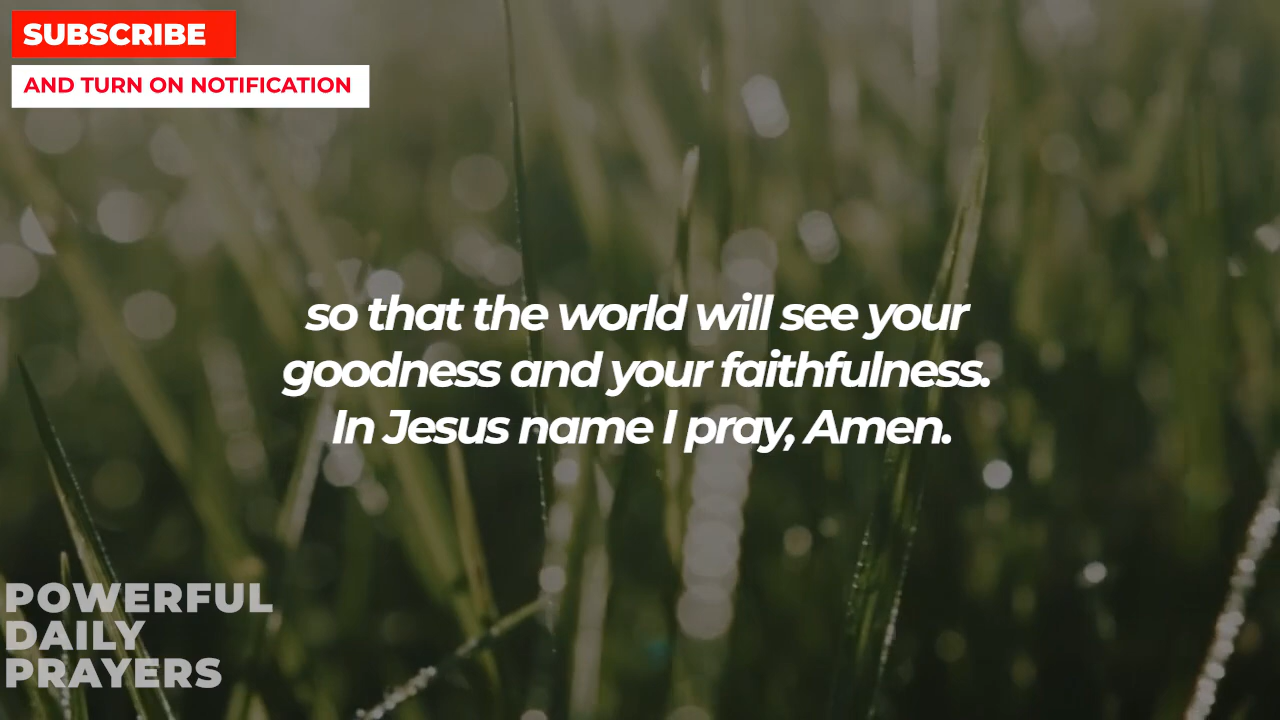 SUBSCRIBE
AND TURN ON NOTIFICATION
so that the world will see your
goodness and your faithfulness.
In Jesus name I pray, Amen.
POWERFUL
DAILY
PRAYERS